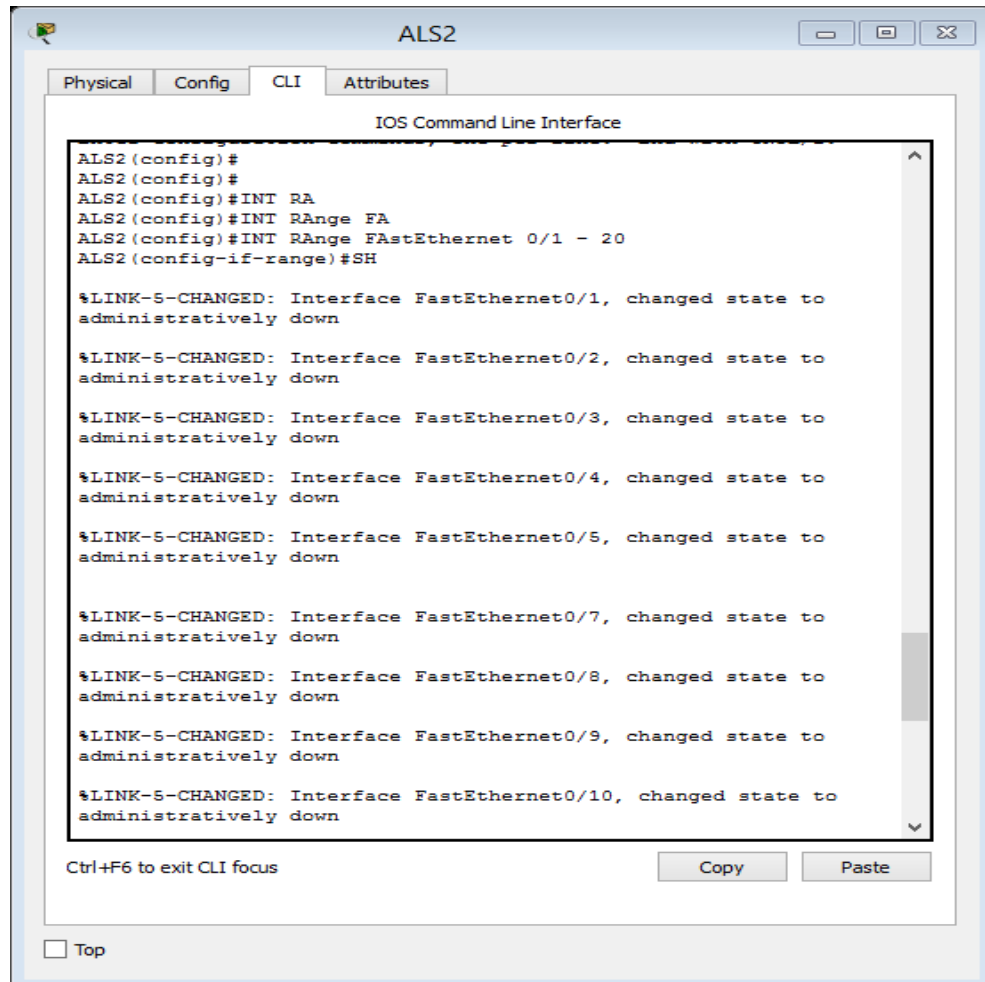 ALS2
Physical Config CLI Attributes
IOS Command Line Interface
ALS2(config)#
ALS2(config)#
ALS2(config)#INT RA
ALS2(config)#INT RAnge FA
ALS2(config)#INT RAnge FAstEthernet 0/1 - 20
ALS2(config-if-range)#SH
%LINK-5-CHANGED: Interface FastEthernet0/1, changed state to
administratively down
%LINK-5-CHANGED: Interface FastEthernet0/2, changed state to
administratively down
%LINK-5-CHANGED: Interface FastEthernet0/3, changed state to
administratively down
%LINK-5-CHANGED: Interface FastEthernet0/4, changed state to
administratively down
%LINK-5-CHANGED: Interface FastEthernet0/5, changed state to
administratively down
%LINK-5-CHANGED: Interface FastEthernet0/7, changed state to
administratively down
%LINK-5-CHANGED: Interface FastEthernet0/8, changed state to
administratively down
%LINK-5-CHANGED: Interface FastEthernet0/9, changed state to
administratively down
%LINK-5-CHANGED: Interface FastEthernet0/10, changed state to
administratively down
Ctrl+F6 to exit CLI focus
Copy Paste
Top